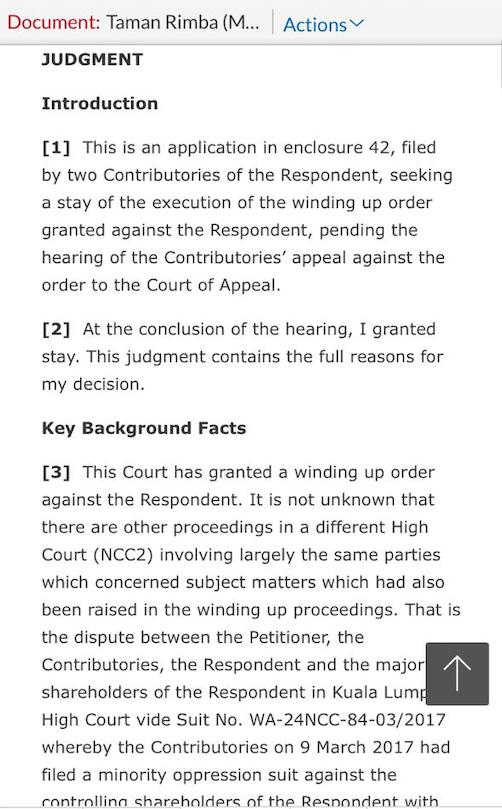 Document: Taman Rimba (M... Actions
JUDGMENT
Introduction
[1] This is an application in enclosure 42, filed
by two Contributories of the Respondent, seeking
a stay of the execution of the winding up order
granted against the Respondent, pending the
hearing of the Contributories' appeal against the
order to the Court of Appeal.
[2] At the conclusion of the hearing, I granted
stay. This judgment contains the full reasons for
my decision.
Key Background Facts
[3] This Court has granted a winding up order
against the Respondent. It is not unknown that
there are other proceedings in a different High
Court (NCC2) involving largely the same parties
which concerned subject matters which had also
been raised in the winding up proceedings. That is
the dispute between the Petitioner, the
Contributories, the Respondent and the major
shareholders of the Respondent in Kuala Lump
High Court vide Suit No. WA-24NCC-84-03/2017
whereby the Contributories on 9 March 2017 had
filed a minority oppression suit against the
controlling shareholders of the Respondent with